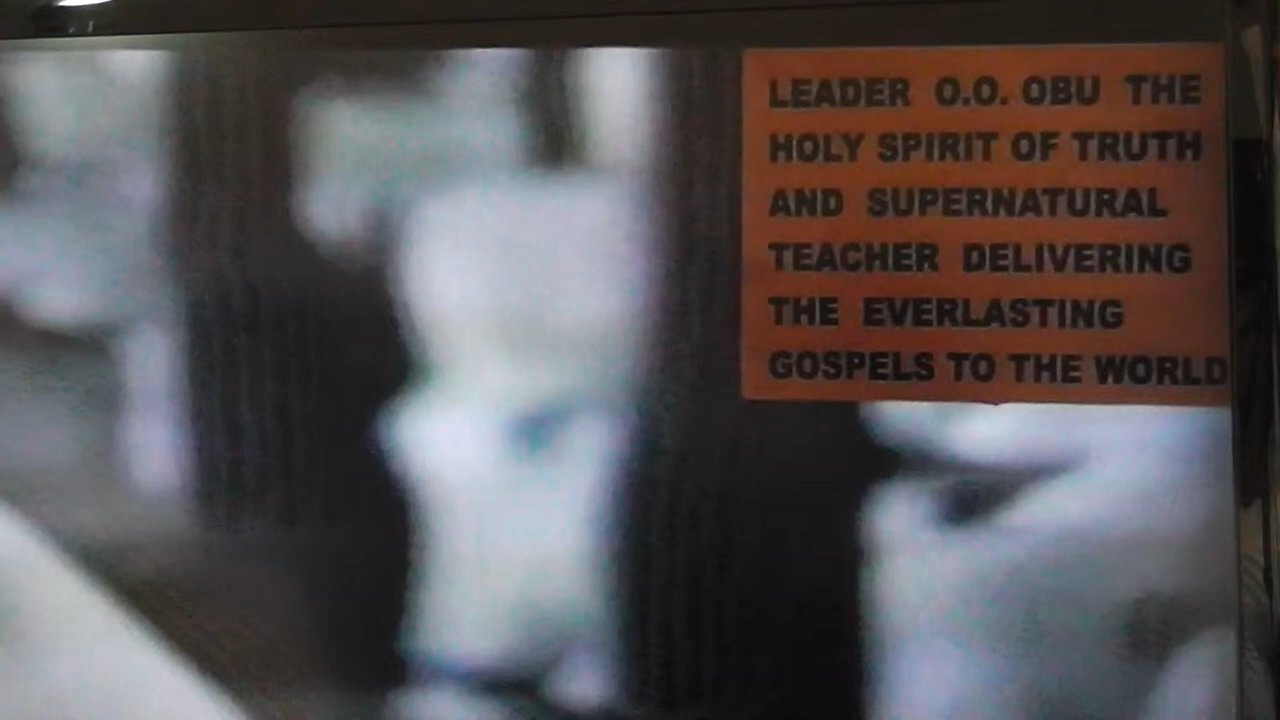 LEADER O.O. OBU THE
HOLY SPIRIT OF TRUTH
AND SUPERNATURAL
TEACHER DELIVERING
THE EVERLASTING
GOSPELS TO THE WORLD